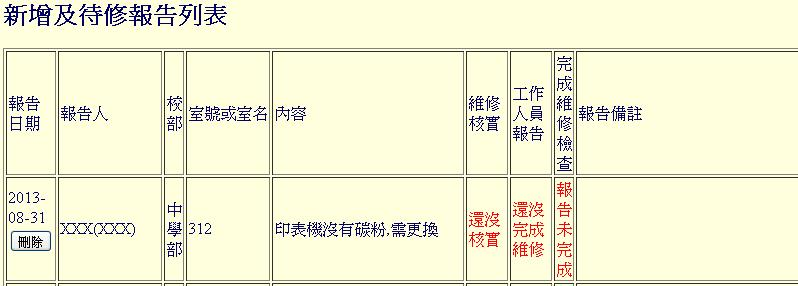 新增及待修報告列表
報告
日期
報告人
校
部
室號或室名
內容
維修
核實
工作
人員
報告
完
成
維
修
檢
查
報告備註
2013-
08-31
刪除
XXX(XXX)
中
學
部
312
印表機沒有碳粉,需更換
還沒
核實
還沒
完成
維修
報
告
未
完
成